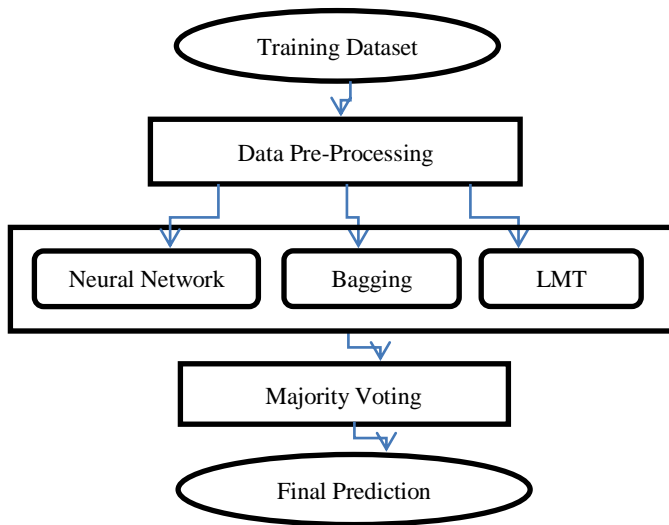 Training Dataset
Data Pre-Processing
Neural Network
Bagging
LMT
Majority Voting
Final Prediction